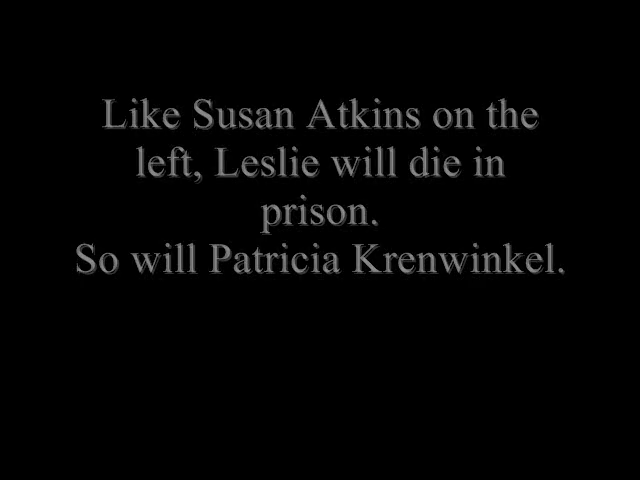 Like Susan Atkins on the
left, Leslie will die in
prison.
So will Patricia Krenwinkel.